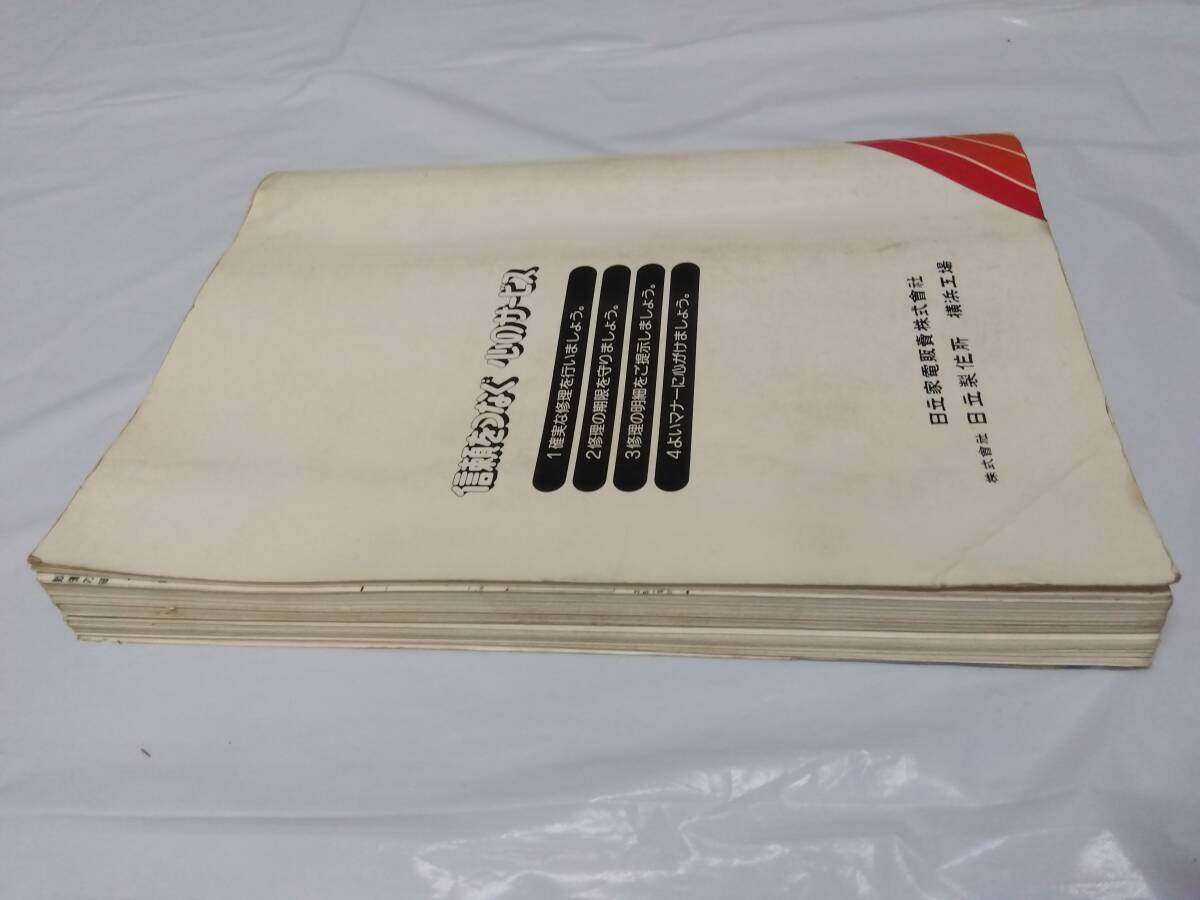 信頼をつなぐ 心のサービス
1確実な修理を行いましょう。
2修理の期限を守りましょう。
3修理の明細をご提示しましょう。
4よいマナーに心がけましょう。
日立家電販賣株式會社
株式會社 日立製作所 横浜工場